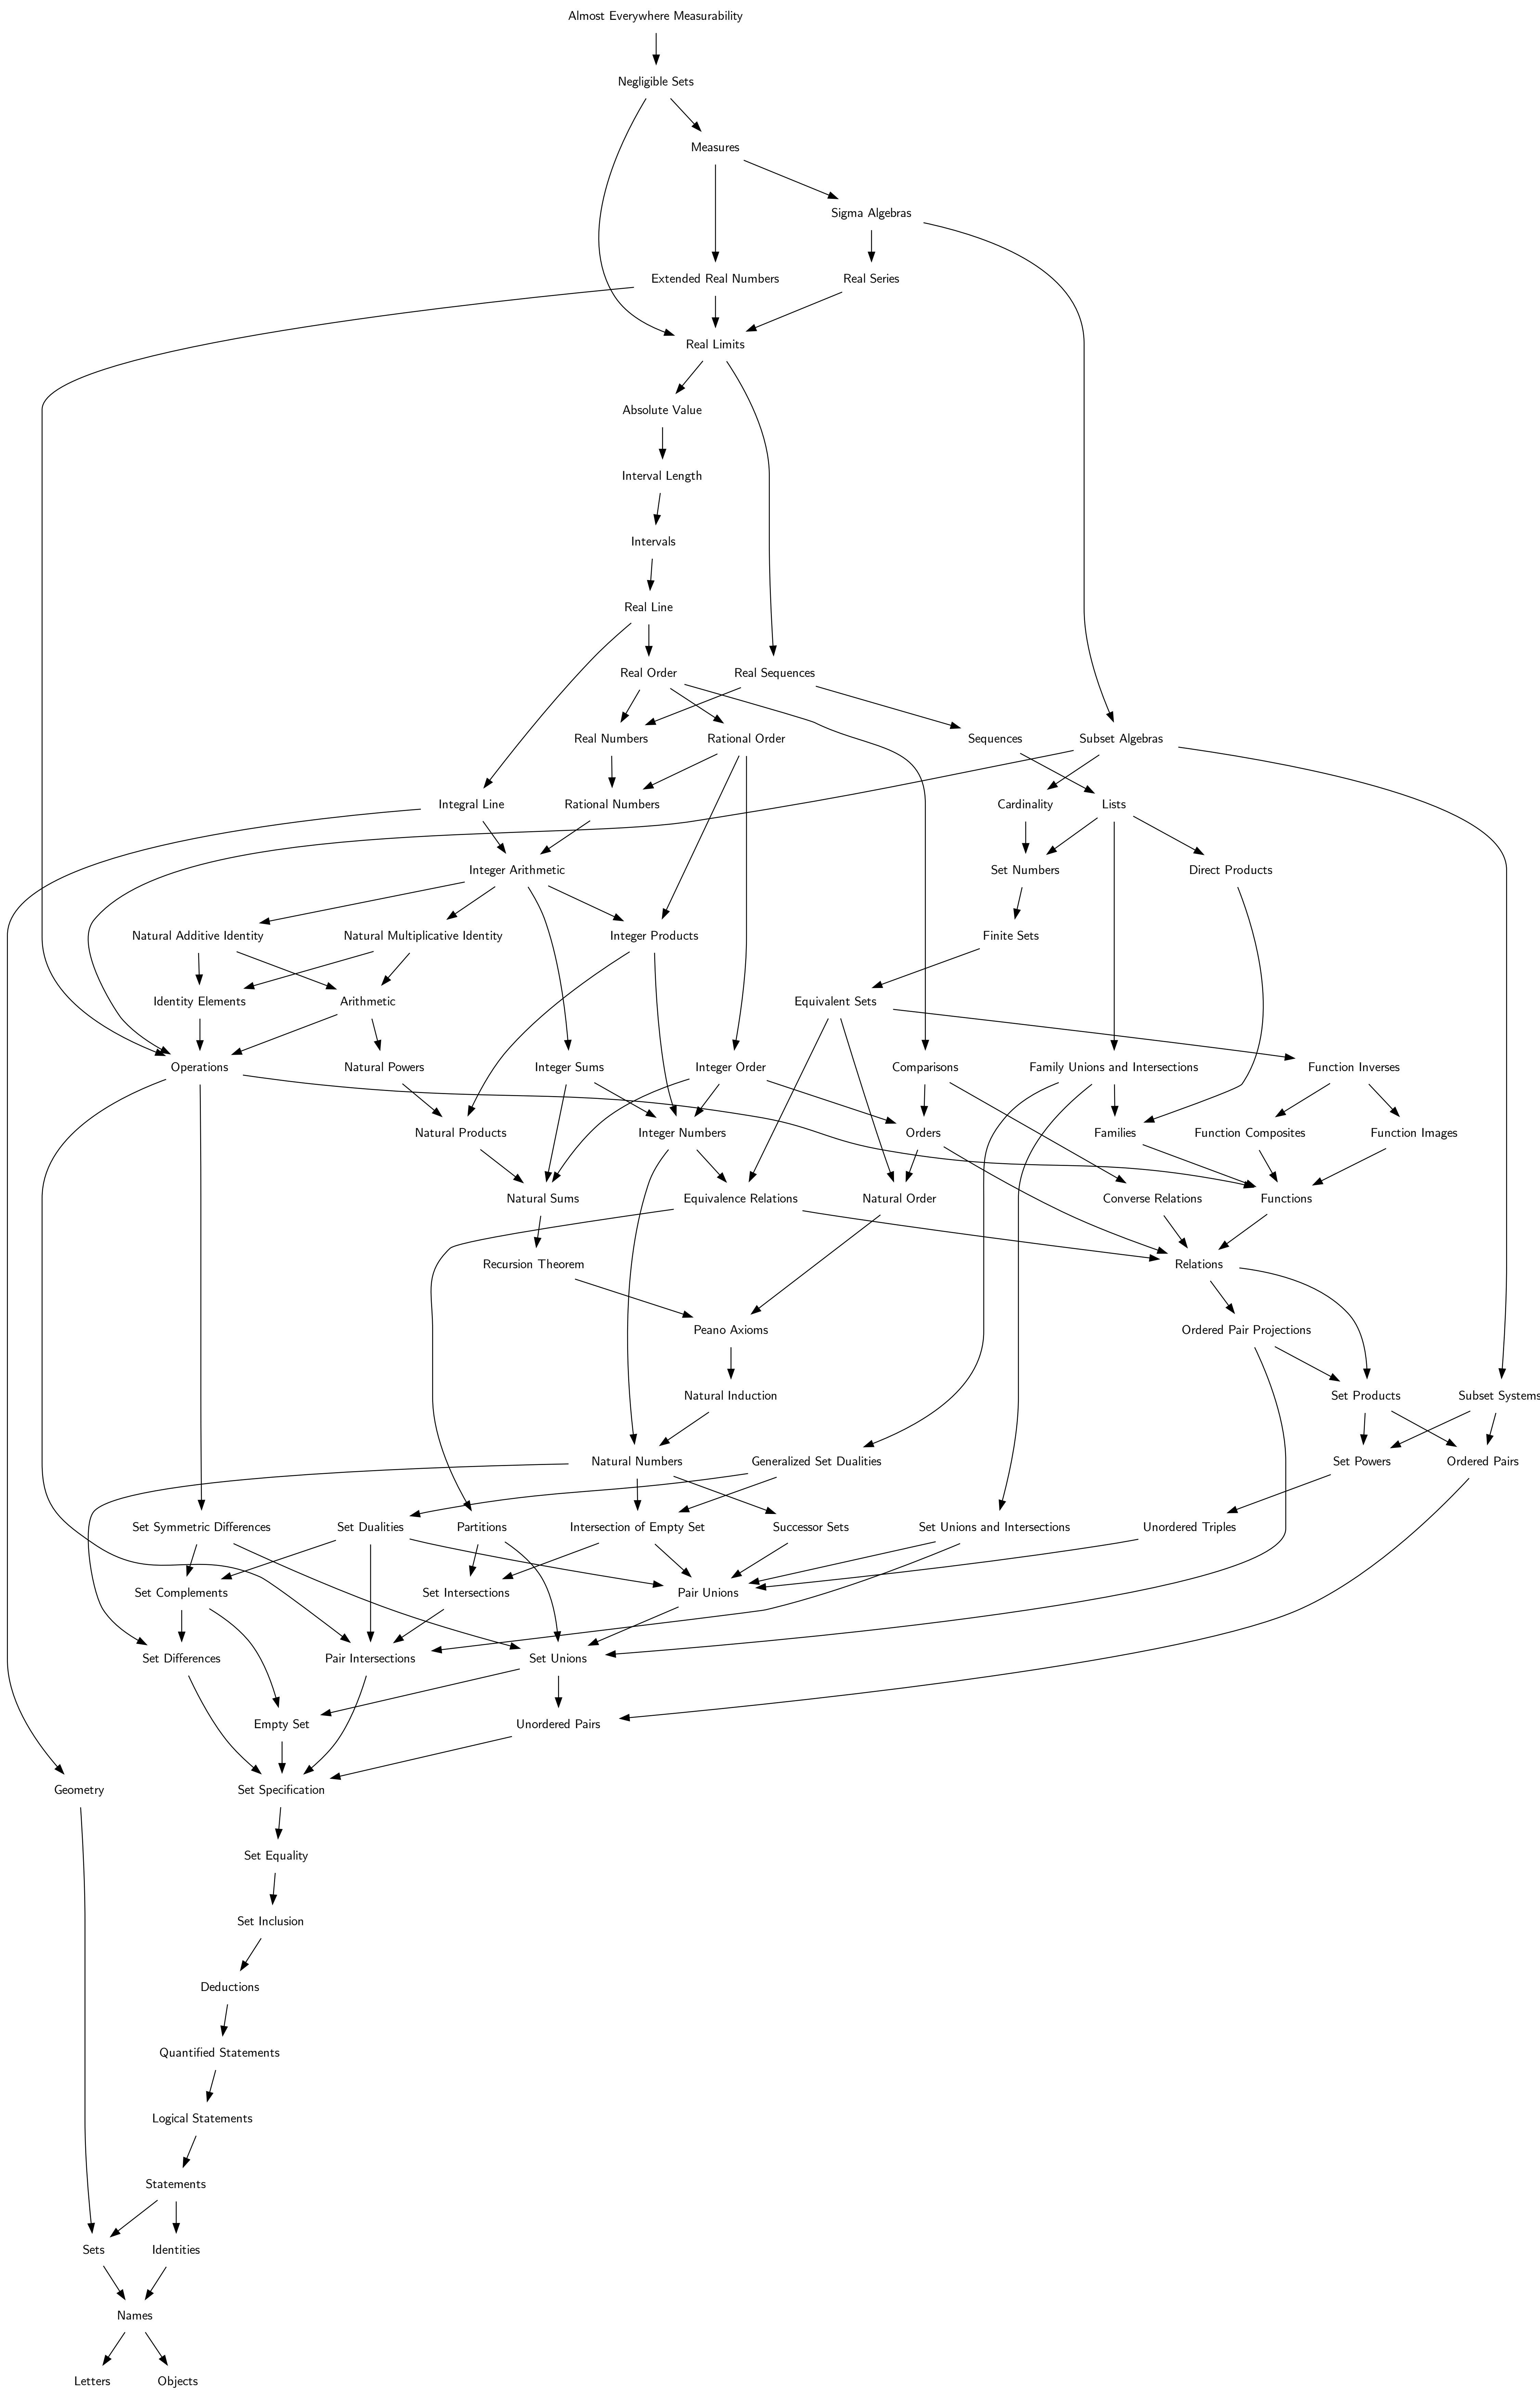 Almost Everywhere Measurability
Negligible Sets
Measures
Sigma Algebras
Extended Real Numbers
Real Series
Real Limits
Absolute Value
Interval Length
Intervals
Real Line
Real Order
Real Sequences
Real Numbers
Rational Order
Sequences
Subset Algebras
Integral Line
Rational Numbers
Cardinality
Lists
Integer Arithmetic
Set Numbers
Direct Products
Natural Additive Identity
Natural Multiplicative Identity
Integer Products
Finite Sets
Identity Elements
Arithmetic
Equivalent Sets
Operations
Natural Powers
Integer Sums
Integer Order
Comparisons
Family Unions and Intersections
Function Inverses
Natural Products
Integer Numbers
Orders
Families
Function Composites
Function Images
Natural Sums
Equivalence Relations
Natural Order
Converse Relations
Functions
Recursion Theorem
Relations
Peano Axioms
Ordered Pair Projections
Natural Induction
Set Products
Subset Systems
Natural Numbers
Generalized Set Dualities
Set Powers
Ordered Pairs
Set Symmetric Differences
Set Dualities
Partitions
Intersection of Empty Set
Successor Sets
Set Unions and Intersections
Unordered Triples
Set Complements
Set Intersections
Pair Unions
Set Differences
Pair Intersections
Set Unions
Empty Set
Unordered Pairs
Geometry
Set Specification
Set Equality
Set Inclusion
Deductions
Quantified Statements
Logical Statements
Statements
Sets
Identities
Names
Letters
Objects